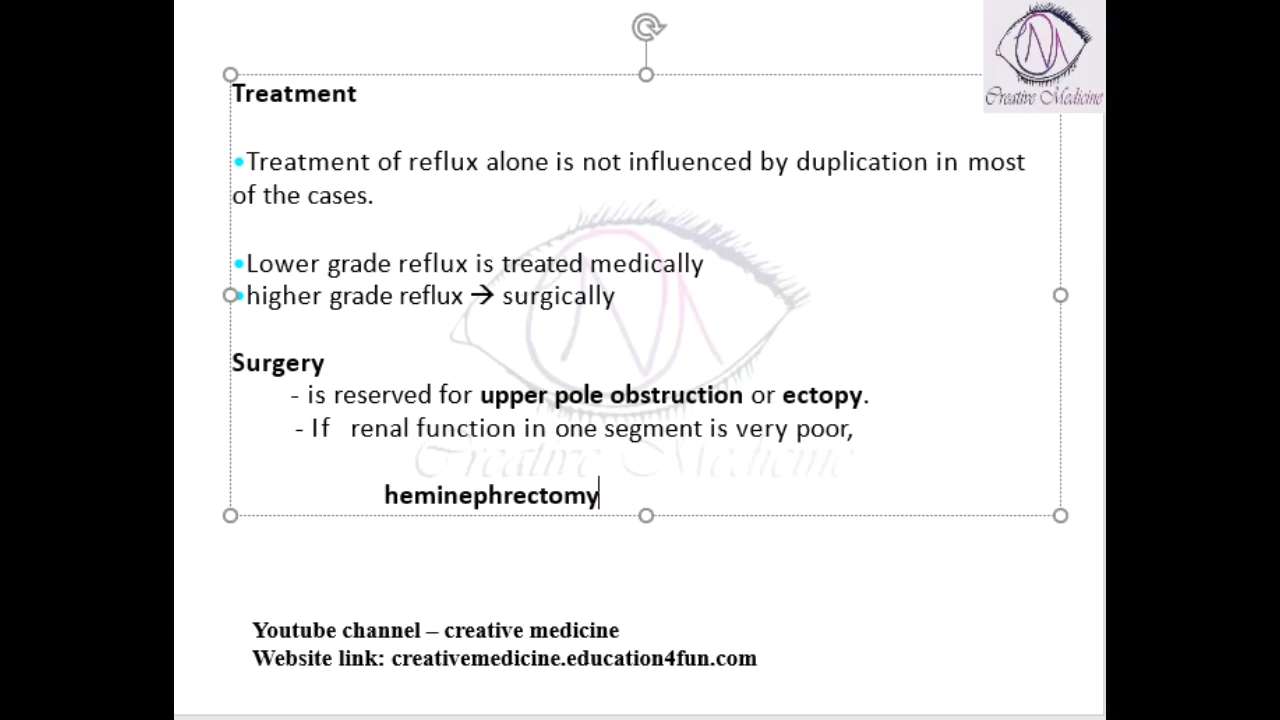 Creative Medicine
Treatment
•Treatment of reflux alone is not influenced by duplication in most
of the cases.
•Lower grade reflux is treated medically
•higher grade reflux → surgically
Surgery
- is reserved for upper pole obstruction or ectopy.
- If renal function in one segment is very poor,
Creative Medicine
heminephrectomy
Youtube channel – creative medicine
Website link: creativemedicine.education4fun.com